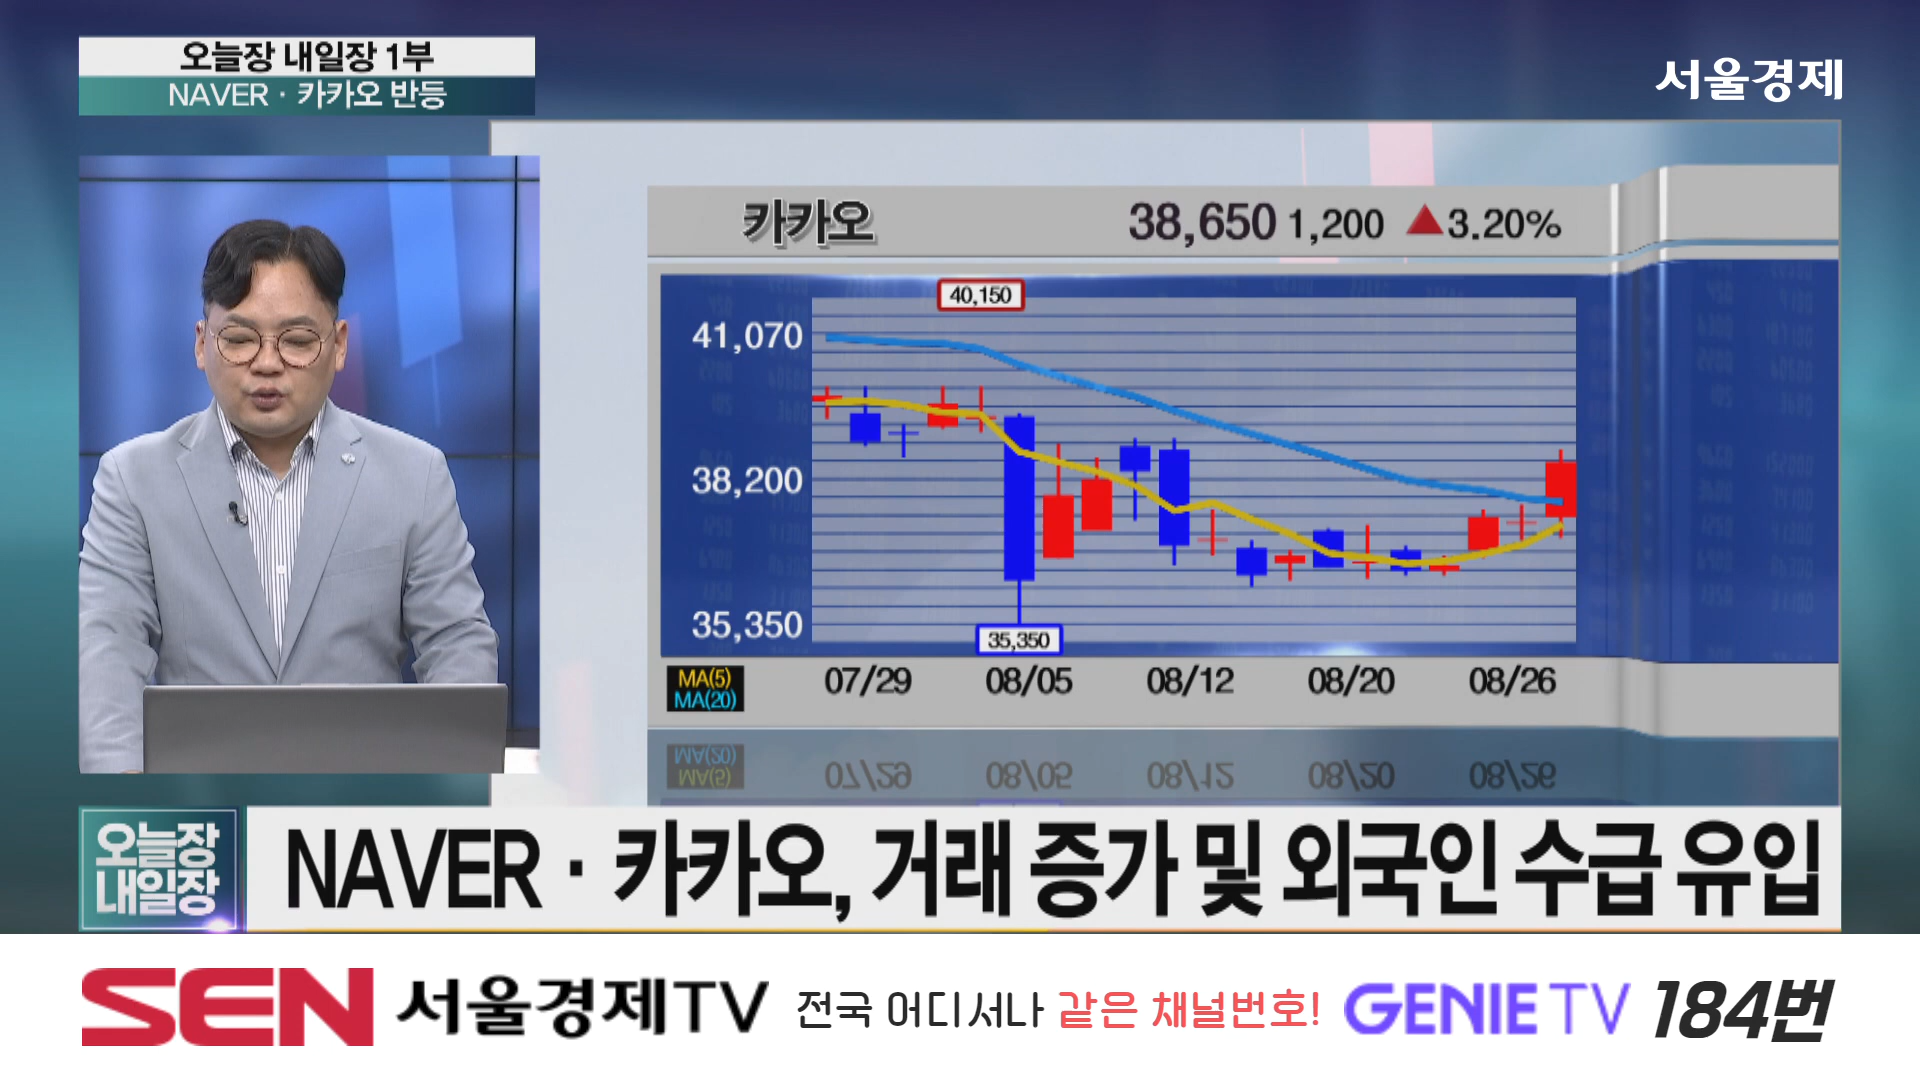 오늘장 내일장 1부
NAVER · 카카오 반등
서울경제
카카오 38,650 1,200 ▲3.20%
40,150
41,070
38,200
35,350
35,350
MA(5)
MA(20)
07/29 08/05 08/12 08/20 08/26
오늘장
내일장
NAVER · 카카오, 거래 증가 및 외국인 수급 유입
SEN 서울경제TV 전국 어디서나 같은 채널번호! GENIE TV 184번